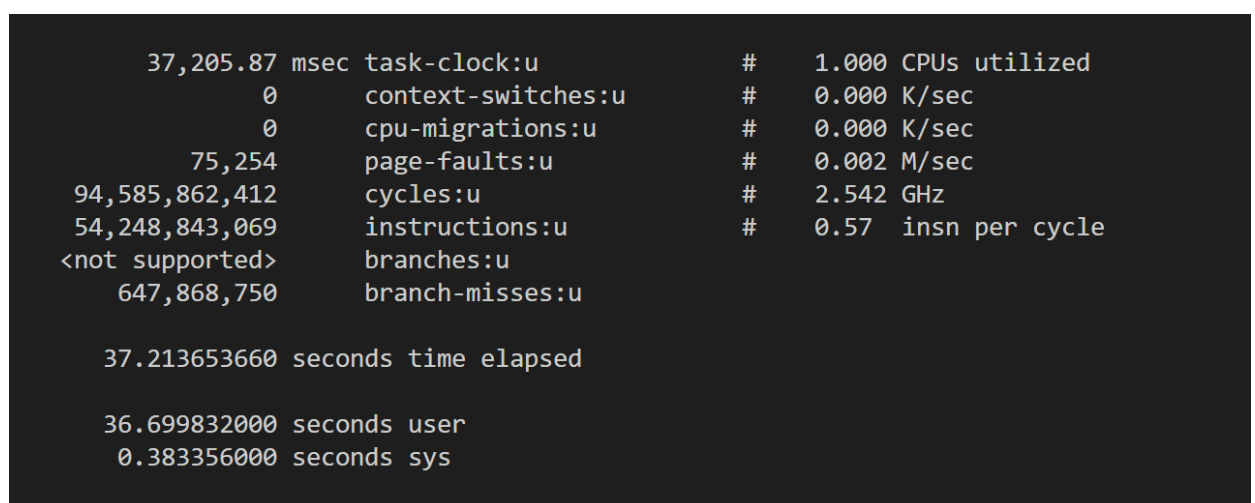 37,205.87 msec task-clock:u # 1.000 CPUs utilized
0 context-switches:u # 0.000 K/sec
0 cpu-migrations:u # 0.000 K/sec
75,254 page-faults:u # 0.002 M/sec
94,585,862,412 cycles:u # 2.542 GHz
54,248,843,069 instructions:u # 0.57 insn per cycle
<not supported> branches:u
647,868,750 branch-misses:u
37.213653660 seconds time elapsed
36.699832000 seconds user
0.383356000 seconds sys